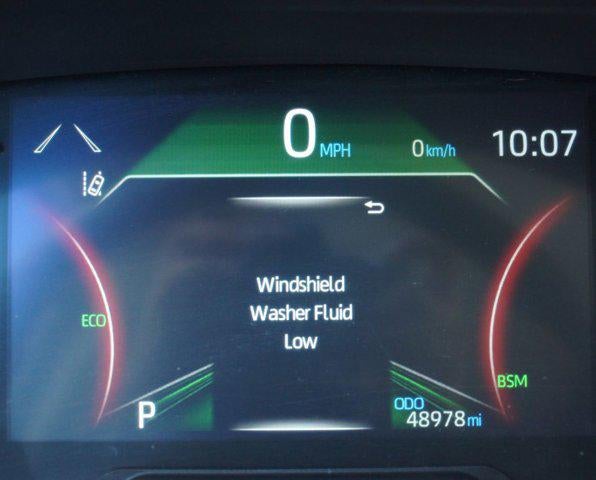 0 MPH 0 km/h 10:07
Windshield
Washer Fluid
Low
ECO
BSM
P
ODO
48978 mi